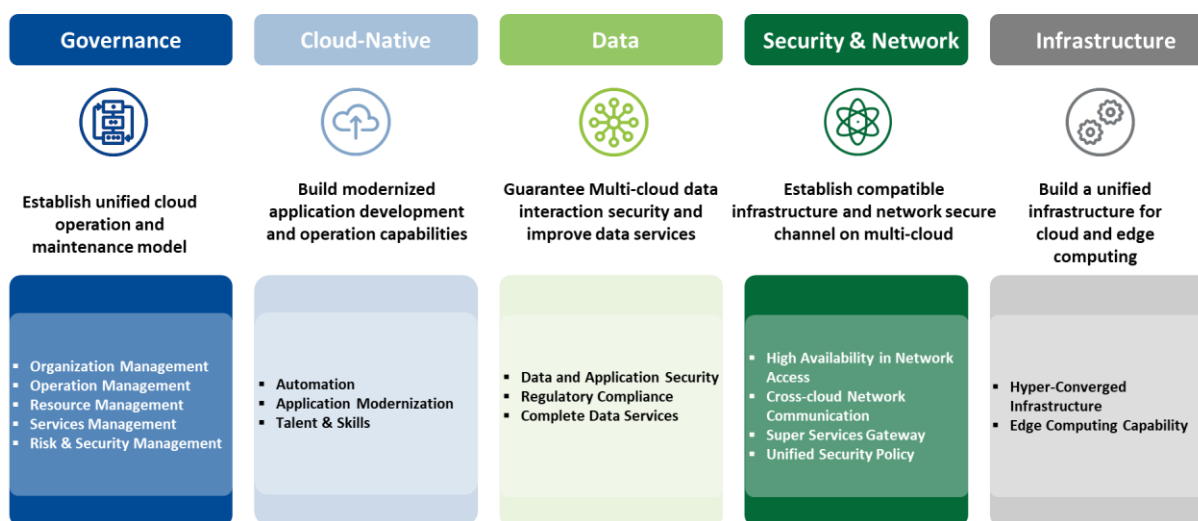 Governance
Cloud-Native
Data
Security & Network
Infrastructure
Establish unified cloud
operation and
maintenance model
Build modernized
application development
and operation capabilities
Guarantee Multi-cloud data
interaction security and
improve data services
Establish compatible
infrastructure and network secure
channel on multi-cloud
Build a unified
infrastructure for
cloud and edge
computing
▪ Organization Management
▪ Operation Management
▪ Resource Management
▪ Services Management
▪ Risk & Security Management
▪ Automation
▪ Application Modernization
▪ Talent & Skills
▪ Data and Application Security
▪ Regulatory Compliance
▪ Complete Data Services
▪ High Availability in Network
Access
▪ Cross-cloud Network
Communication
▪ Super Services Gateway
▪ Unified Security Policy
▪ Hyper-Converged
Infrastructure
▪ Edge Computing Capability